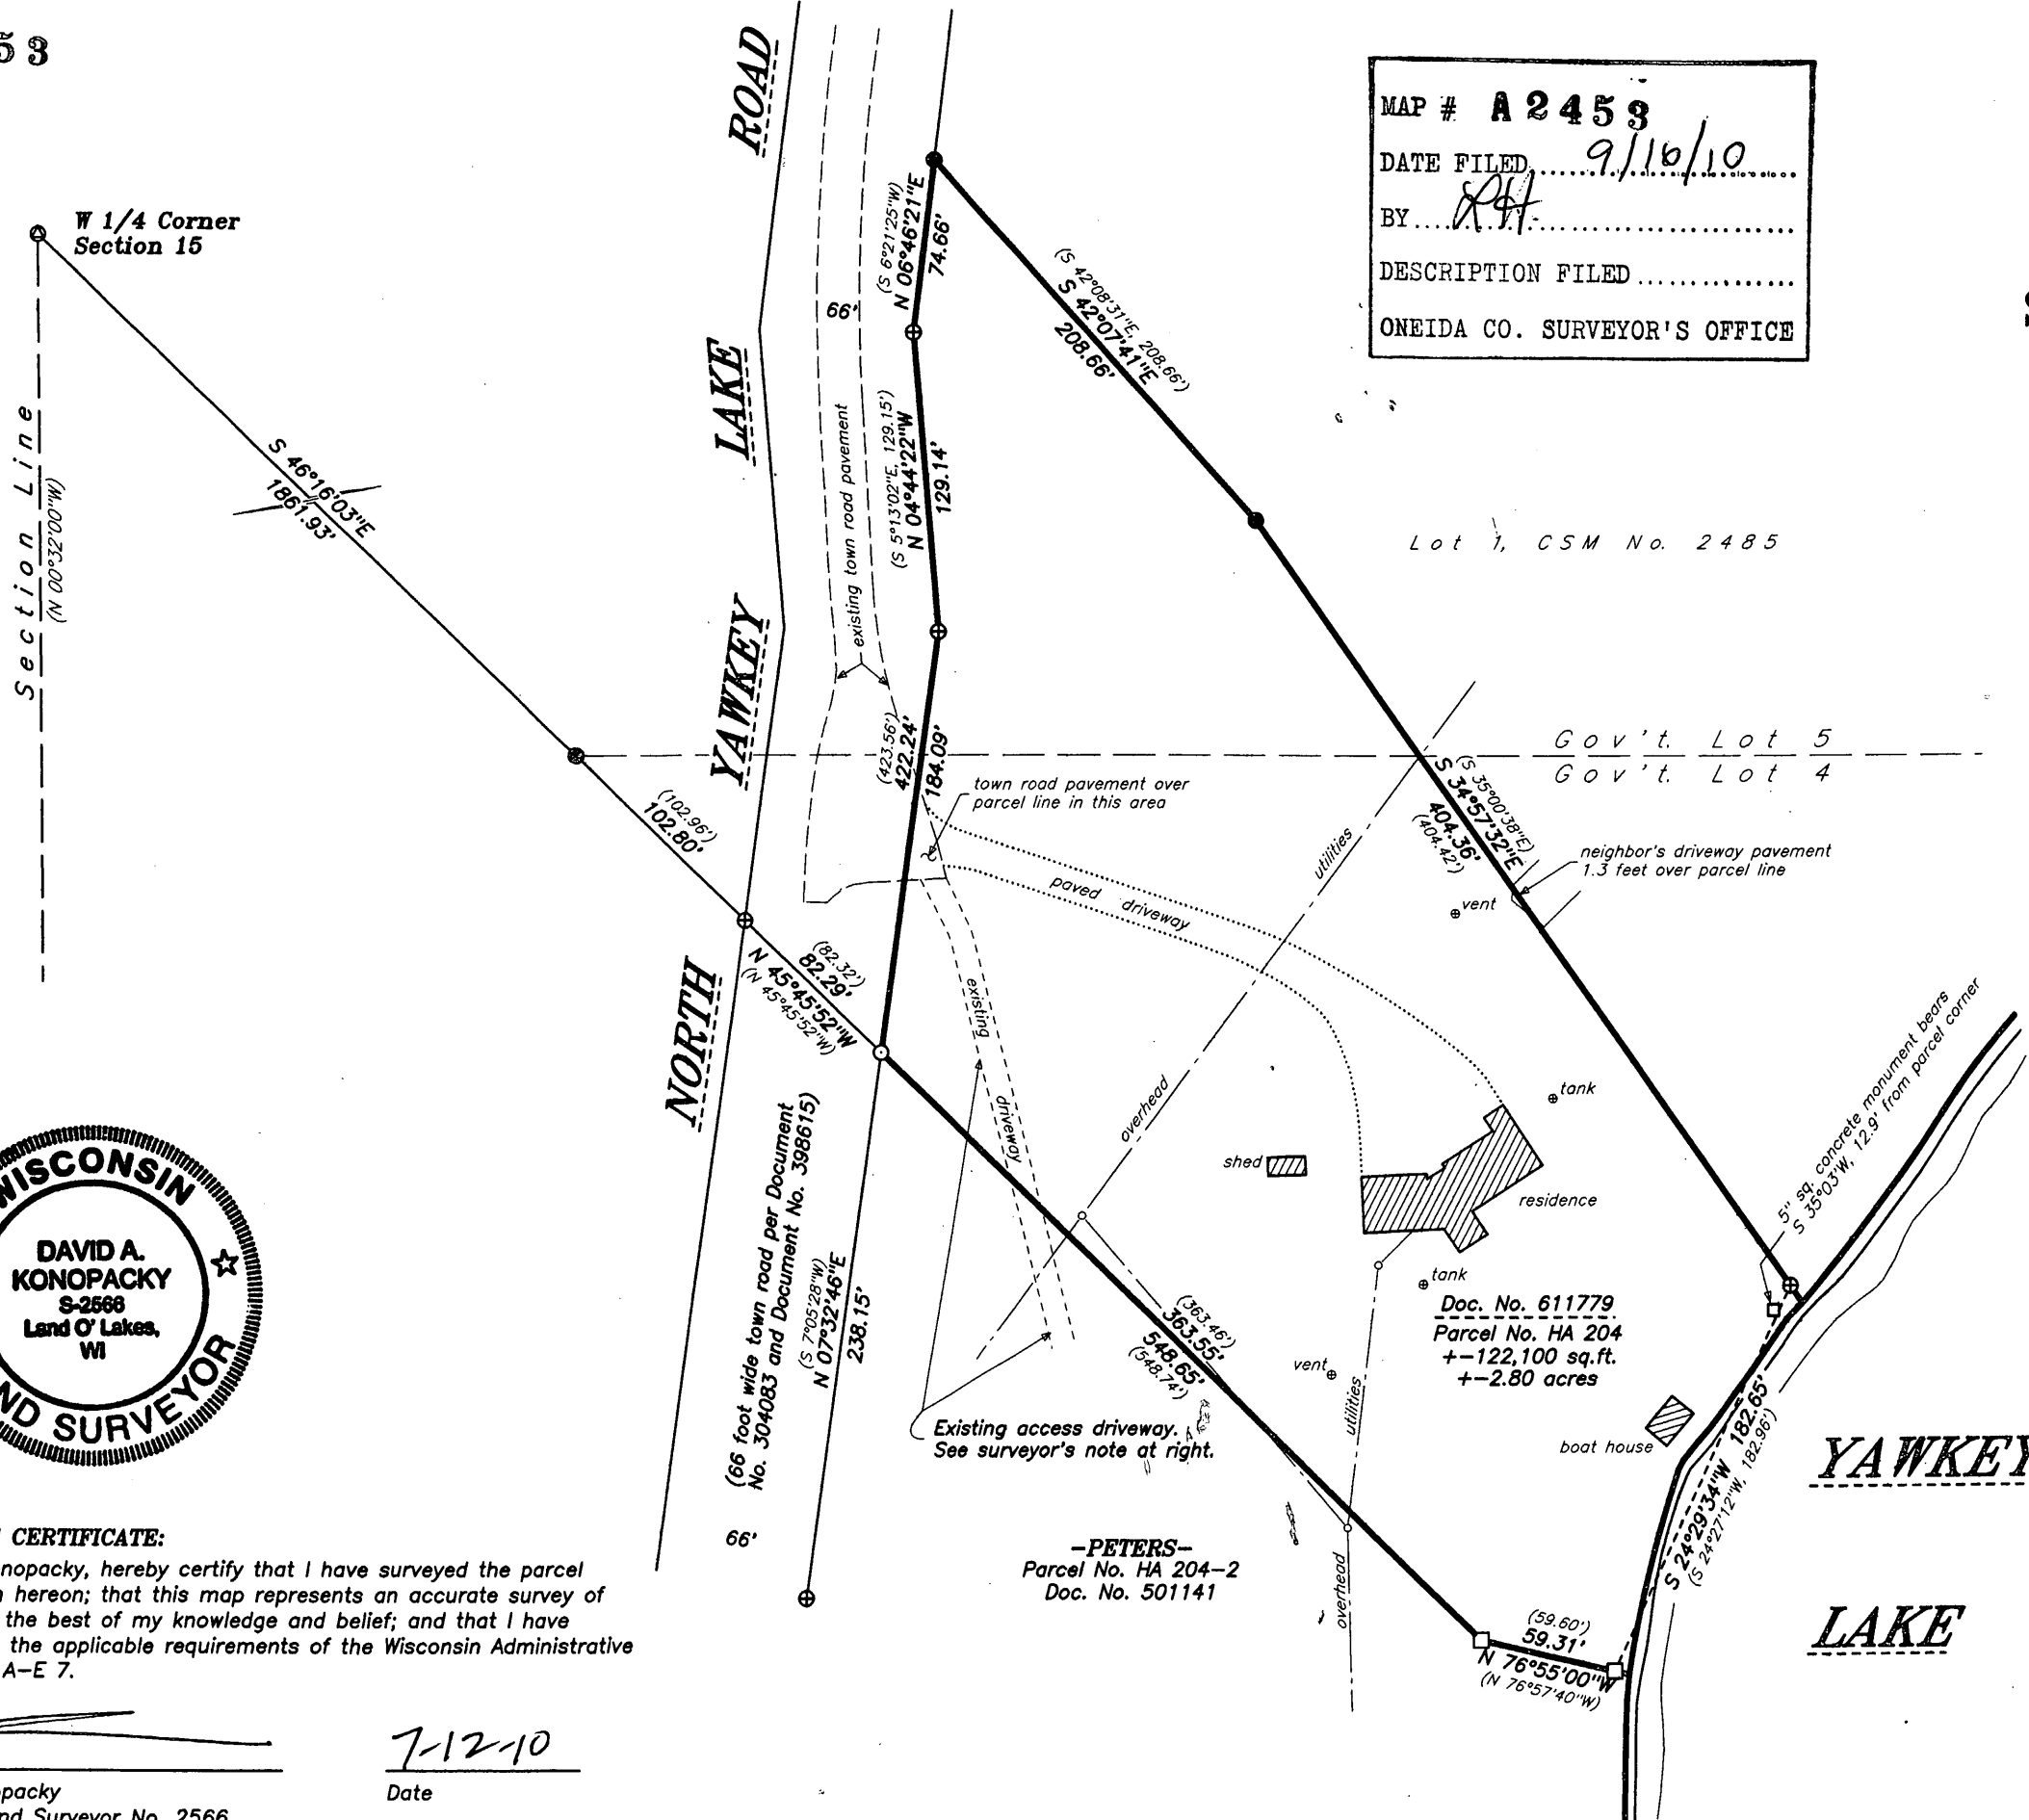 53
W 1/4 Corner
Section 15
Section Line
(N 00°32'00"W)
S 46°16'03"E
1861.93'
(102.96')
102.80'
(82.32')
82.29'
N 45°45'52"W
(N 45°45'52"W)
NORTH YAWKEY LAKE ROAD
66'
existing town road pavement
(S 6°21'25"W)
N 06°46'21"E
74.66'
(S 5°13'02"E, 129.15')
N 04°44'22"W
129.14'
(423.56')
422.24'
184.09'
(S 42°08'31"E, 208.66')
S 42°07'41"E
208.66'
MAP # A2453
DATE FILED 9/16/10
BY RH
DESCRIPTION FILED
ONEIDA CO. SURVEYOR'S OFFICE
Lot 1, CSM No. 2485
Gov't. Lot 5
Gov't. Lot 4
town road pavement over
parcel line in this area
(S 35°00'38"E)
S 34°57'32"E
404.36'
(404.42')
neighbor's driveway pavement
1.3 feet over parcel line
vent
paved driveway
overhead utilities
existing driveway
tank
shed
residence
tank
vent
5" sq. concrete monument bears
S 35°03'W, 12.9' from parcel corner
Doc. No. 611779
Parcel No. HA 204
+-122,100 sq.ft.
+-2.80 acres
boat house
S 24°29'34"W 182.65'
(S 24°27'12"W, 182.96')
YAWKEY
LAKE
(363.46')
363.55'
548.65'
(548.74')
overhead utilities
Existing access driveway.
See surveyor's note at right.
(66 foot wide town road per Document
No. 304083 and Document No. 398615)
(S 7°05'28"W)
N 07°32'46"E
238.15'
66'
-PETERS-
Parcel No. HA 204-2
Doc. No. 501141
(59.60')
59.31'
N 76°55'00"W
(N 76°57'40"W)
WISCONSIN
DAVID A.
KONOPACKY
S-2566
Land O' Lakes,
WI
ND SURVEYOR
CERTIFICATE:
nopacky, hereby certify that I have surveyed the parcel
hereon; that this map represents an accurate survey of
the best of my knowledge and belief; and that I have
the applicable requirements of the Wisconsin Administrative
A-E 7.
7-12-10
Date
opacky
nd Surveyor No. 2566